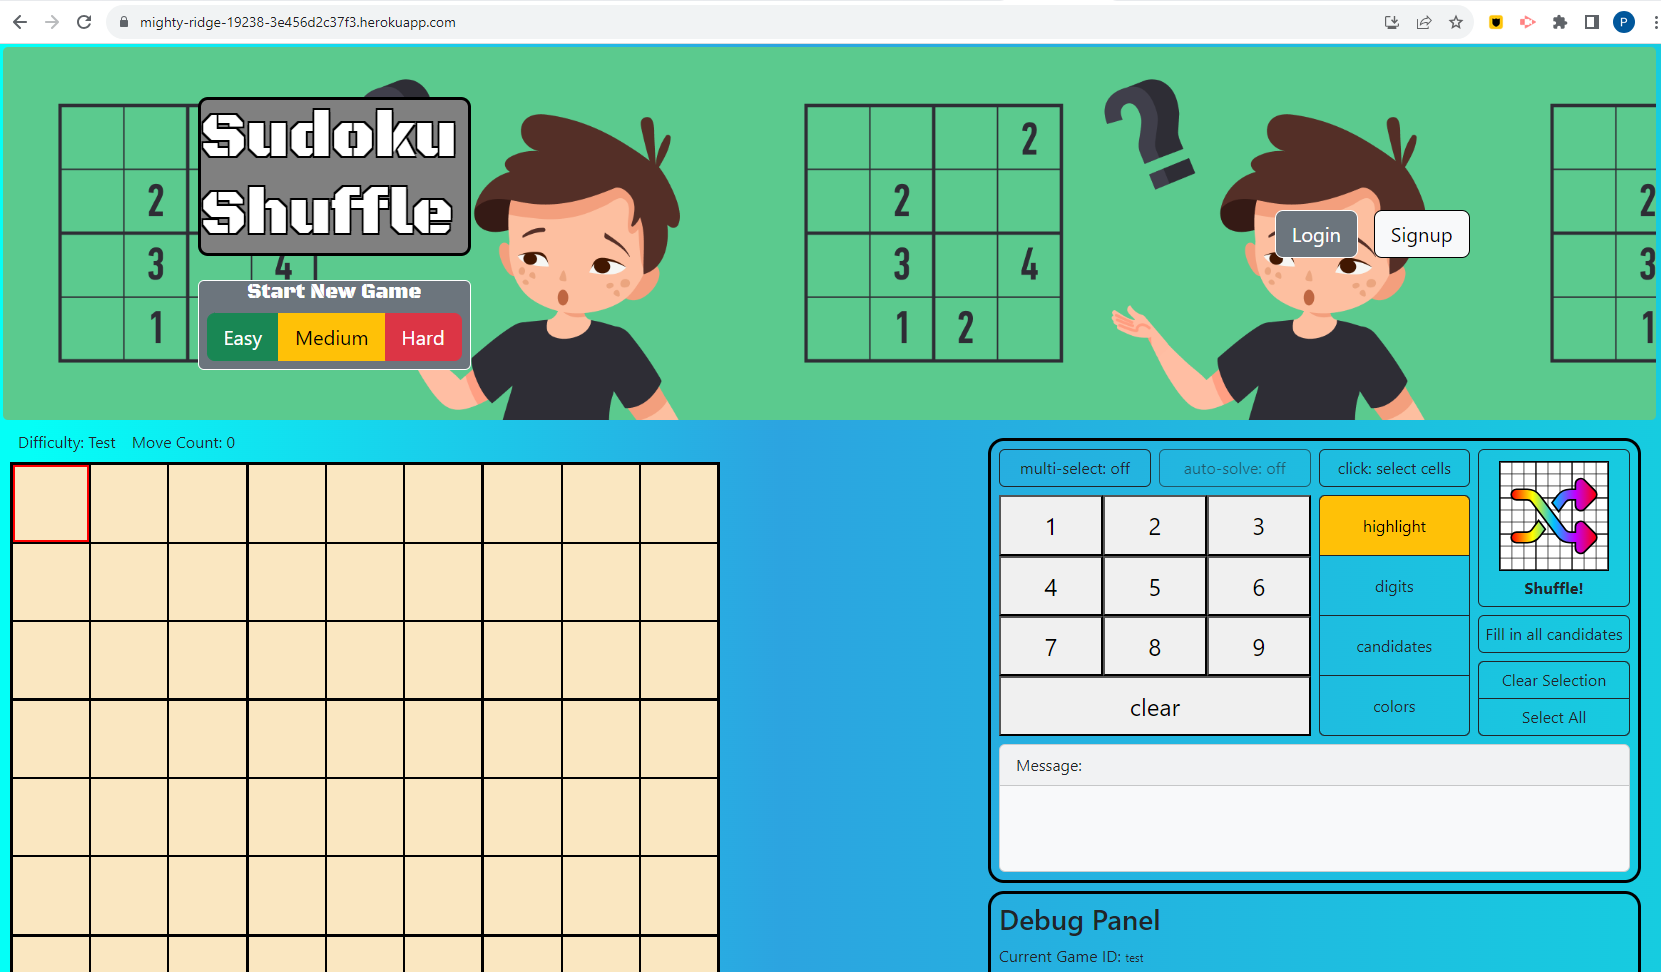 mighty-ridge-19238-3e456d2c37f3.herokuapp.com
P
Sudoku
Shuffle
2
2 2 2
3 4 3 4 3
1 1 2 1
Start New Game
Easy Medium Hard
Login Signup
Difficulty: Test Move Count: 0
multi-select: off auto-solve: off click: select cells
1 2 3 highlight
4 5 6 digits
7 8 9 candidates
clear colors
Shuffle!
Fill in all candidates
Clear Selection
Select All
Message:
Debug Panel
Current Game ID: test